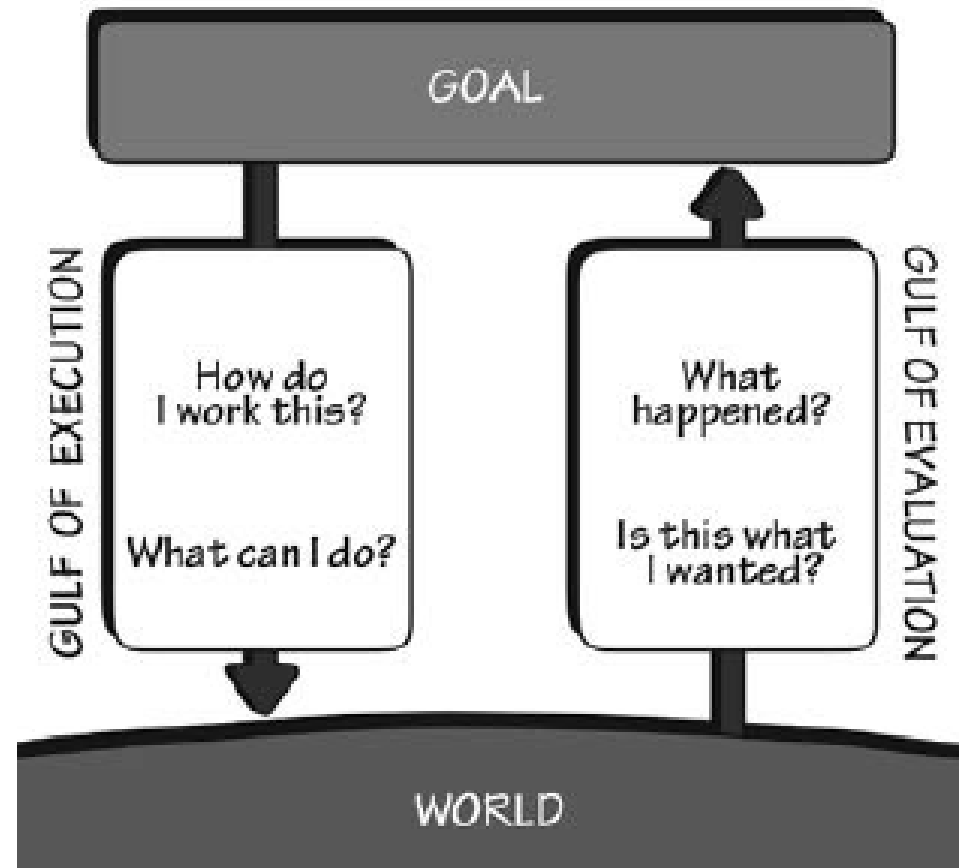 GOAL
GULF OF EXECUTION
How do
I work this?
What can I do?
What
happened?
Is this what
I wanted?
GULF OF EVALUATION
WORLD